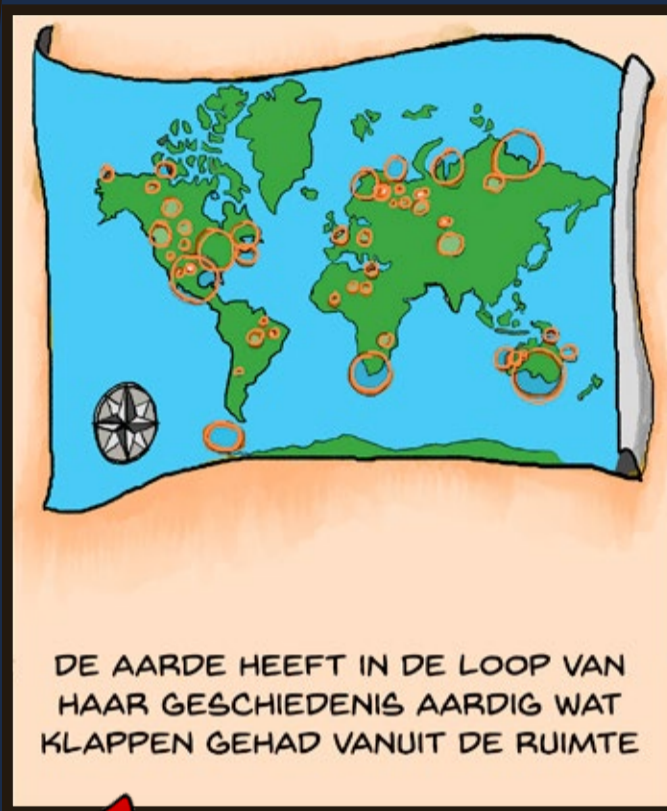 DE AARDE HEEFT IN DE LOOP VAN
HAAR GESCHIEDENIS AARDIG WAT
KLAPPEN GEHAD VANUIT DE RUIMTE